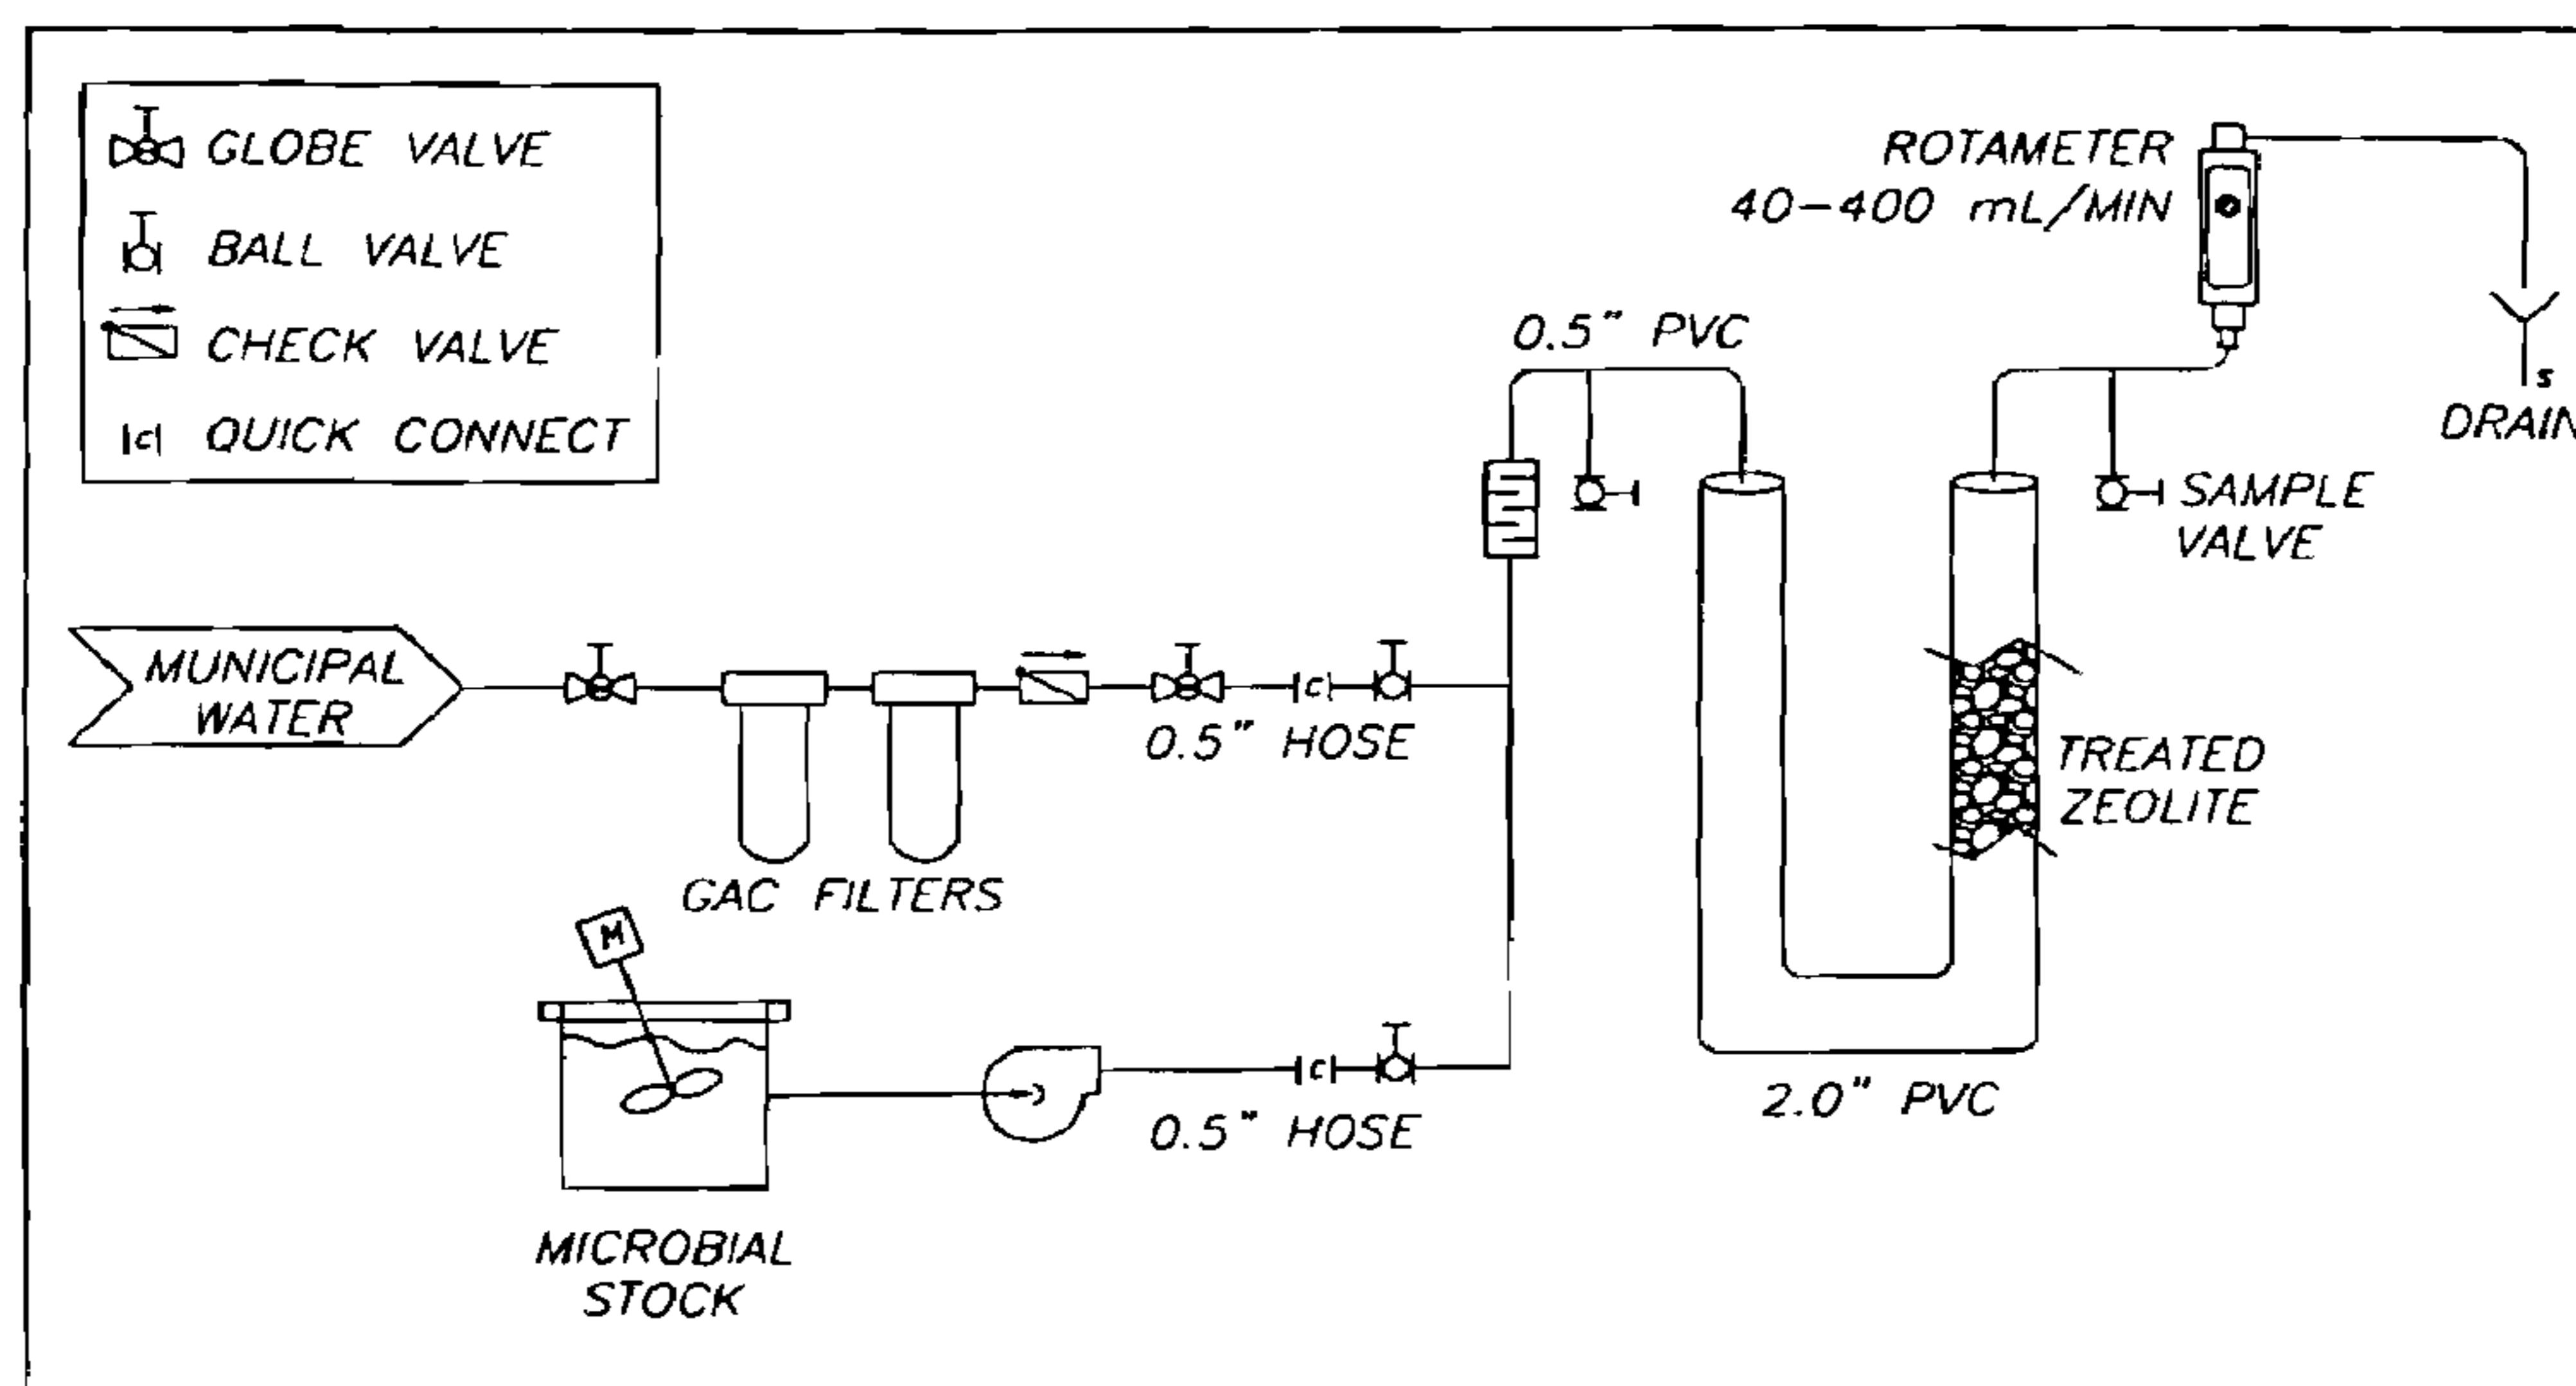 GLOBE VALVE
BALL VALVE
CHECK VALVE
C QUICK CONNECT
ROTAMETER
40-400 mL/MIN
0.5" PVC
S
DRAIN
SAMPLE
VALVE
MUNICIPAL
WATER
C
0.5" HOSE
TREATED
ZEOLITE
GAC FILTERS
M
C
0.5" HOSE
2.0" PVC
MICROBIAL
STOCK